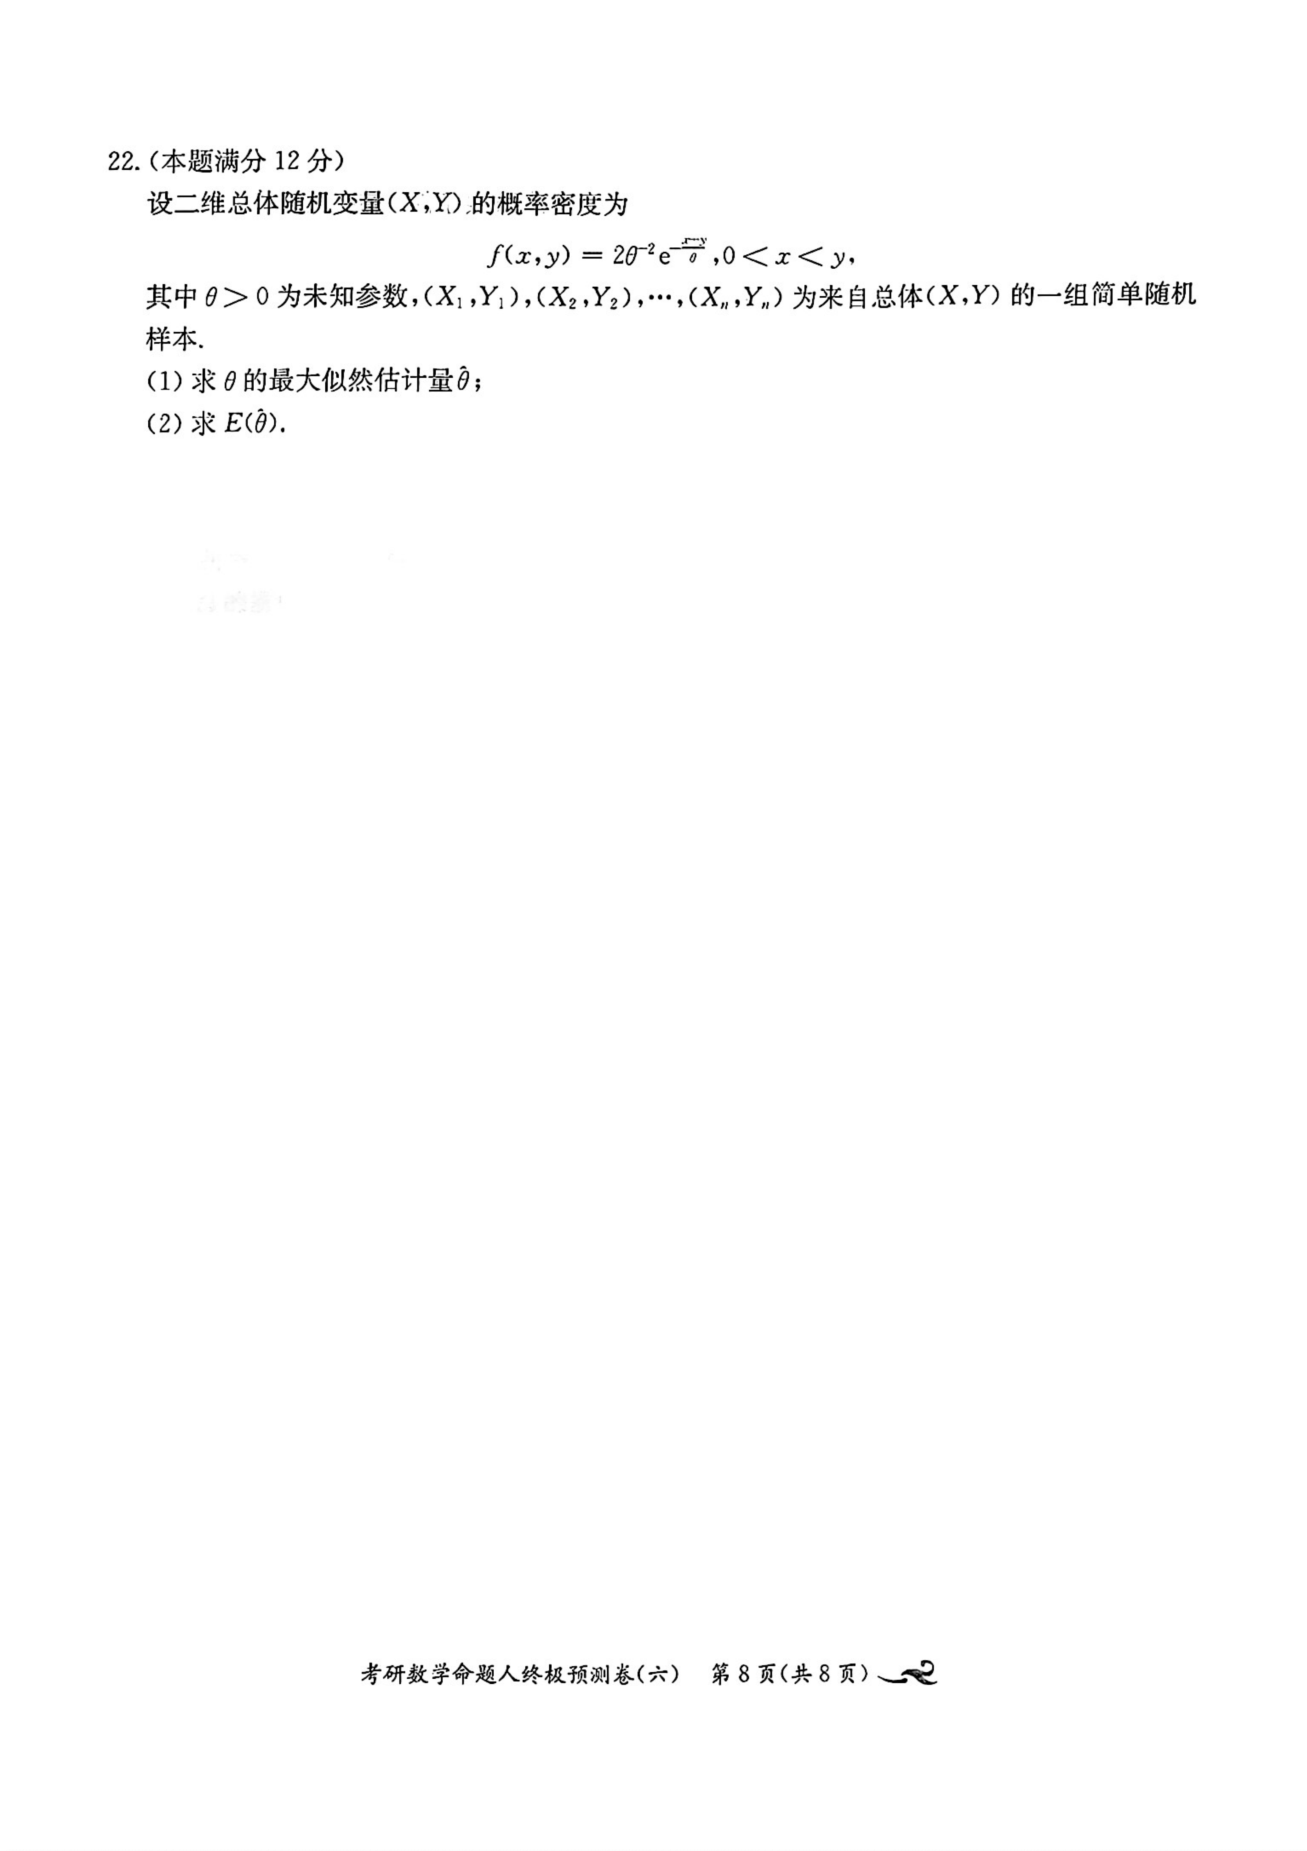 22.(本题满分 12 分)
设二维总体随机变量(X,Y)的概率密度为
f(x,y) = 2θ⁻²e ,0 < x < y,
其中 θ > 0 为未知参数,(X₁,Y₁),(X₂,Y₂),…,(Xₙ,Yₙ) 为来自总体(X,Y) 的一组简单随机
样本.
(1) 求 θ 的最大似然估计量θ̂;
(2) 求 E(θ̂).
考研数学命题人终极预测卷(六) 第 8 页(共 8 页)